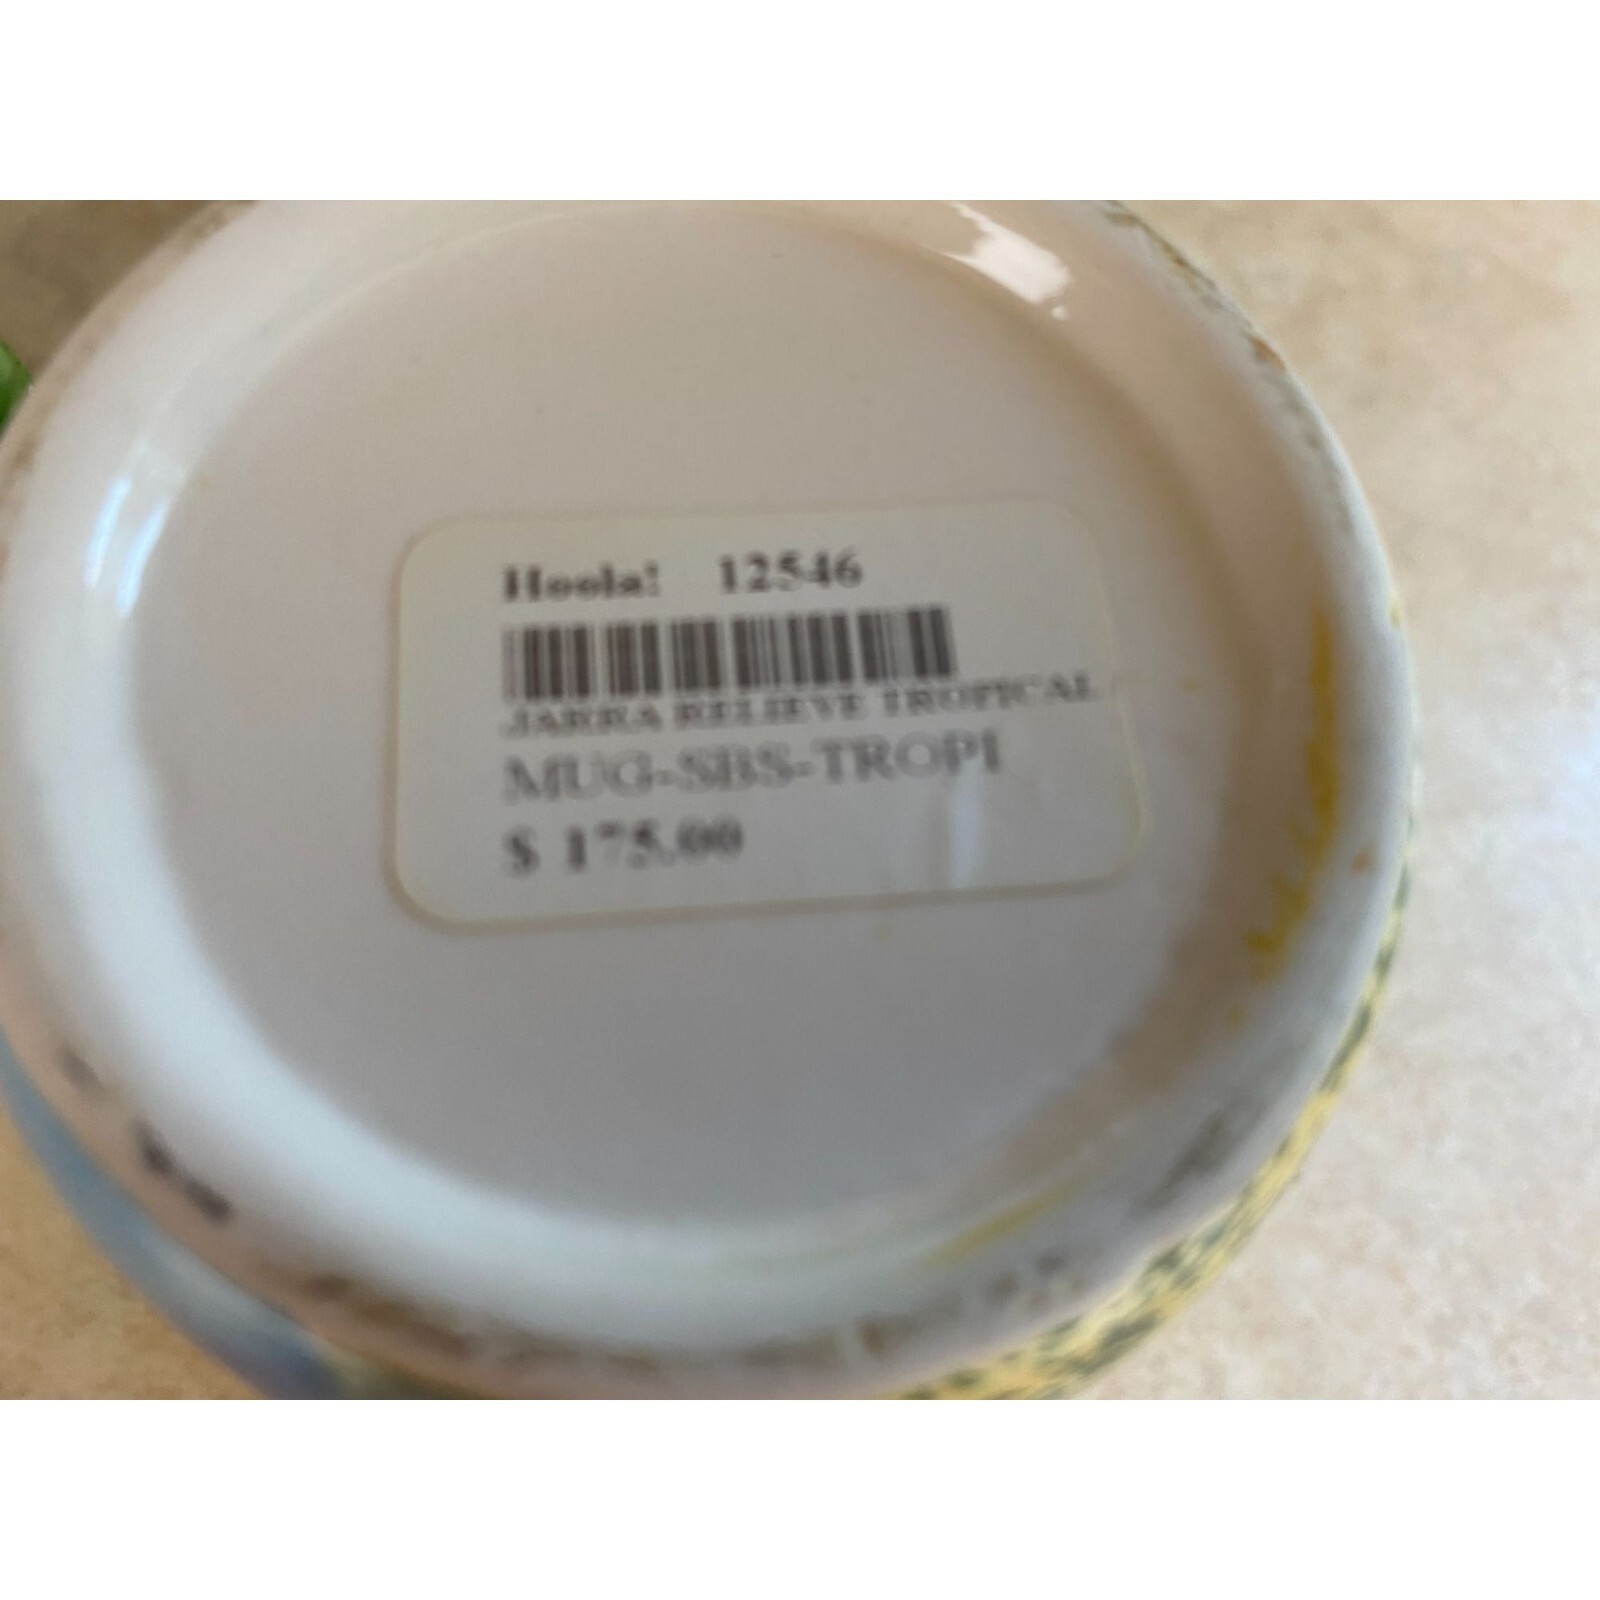 Hoola! 12546
JARRA RELIEVE TROPICAL
MUG-SBS-TROPI
$ 175.00